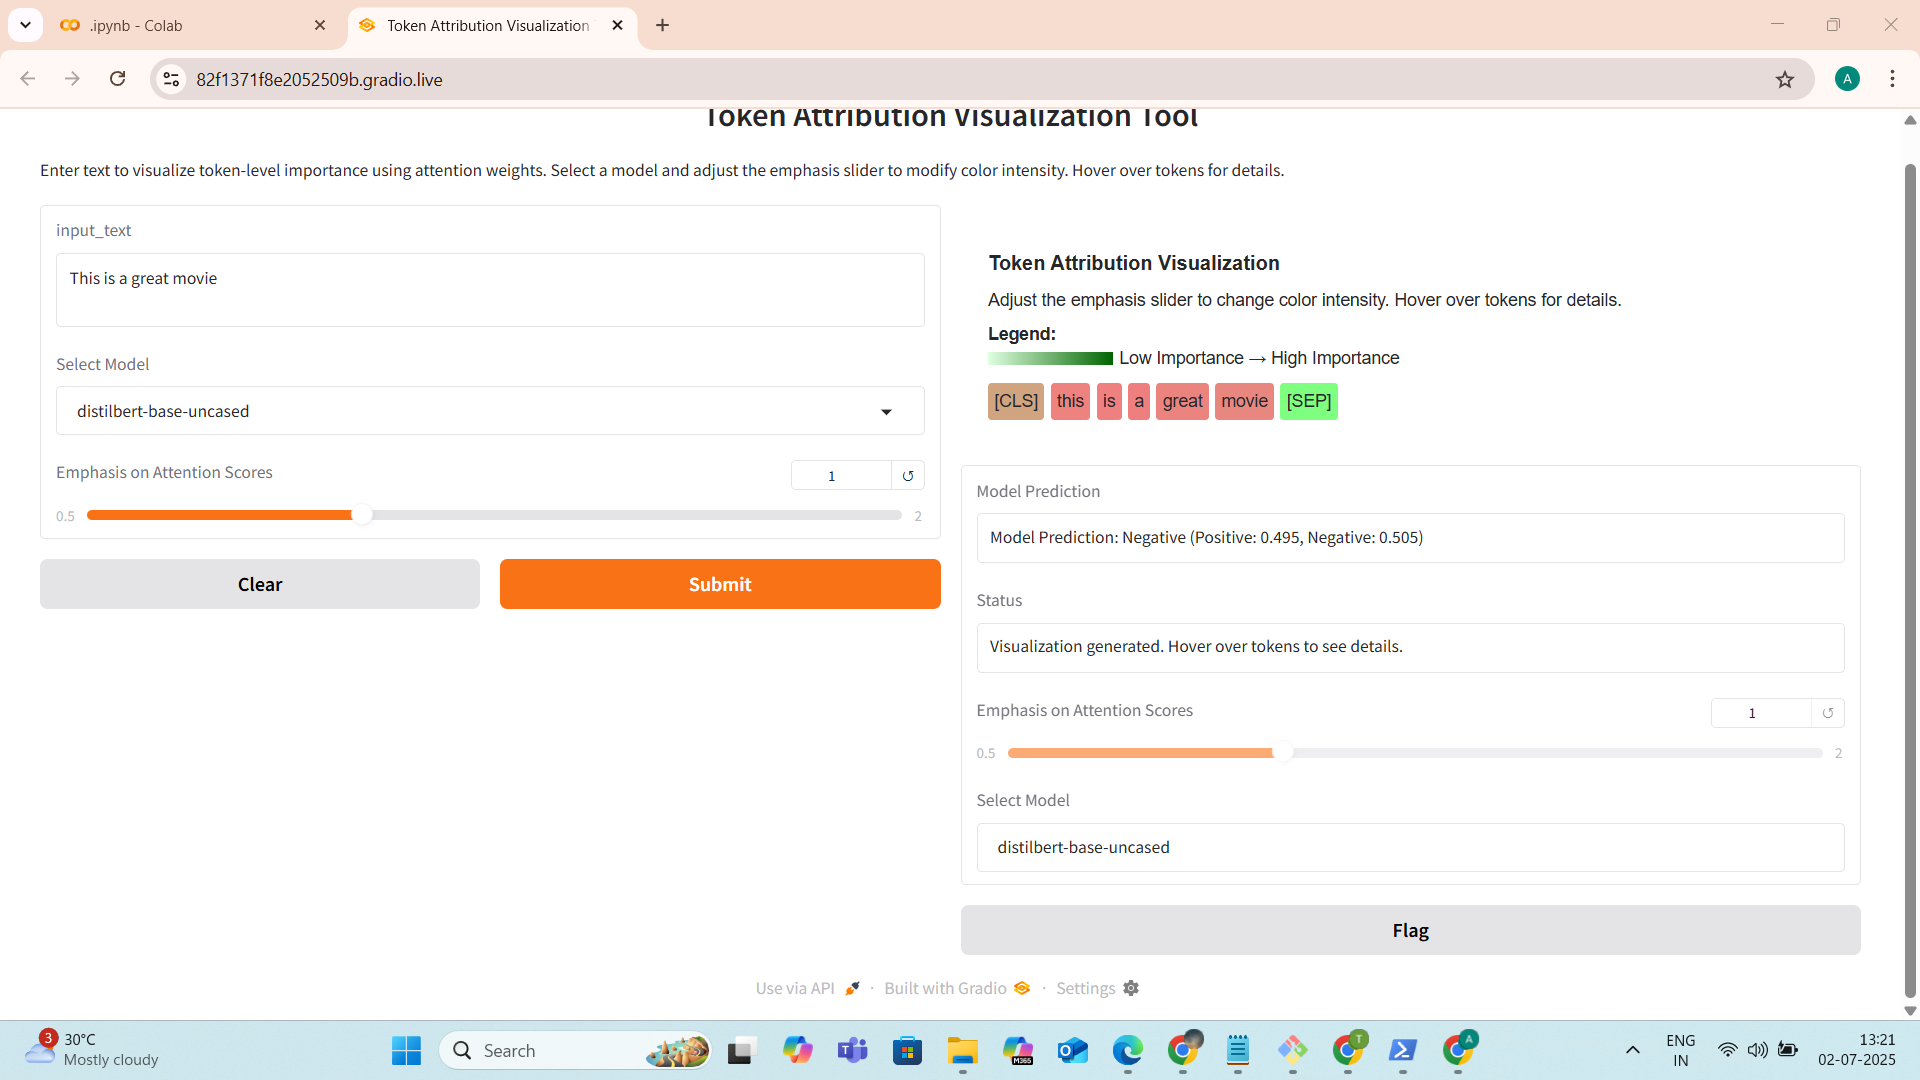 .ipynb - Colab
Token Attribution Visualization
82f1371f8e2052509b.gradio.live
A
Token Attribution Visualization Tool
Enter text to visualize token-level importance using attention weights. Select a model and adjust the emphasis slider to modify color intensity. Hover over tokens for details.
input_text
This is a great movie
Select Model
distilbert-base-uncased
Emphasis on Attention Scores
1
0.5
2
Clear
Submit
Token Attribution Visualization
Adjust the emphasis slider to change color intensity. Hover over tokens for details.
Legend:
Low Importance → High Importance
[CLS] this is a great movie [SEP]
Model Prediction
Model Prediction: Negative (Positive: 0.495, Negative: 0.505)
Status
Visualization generated. Hover over tokens to see details.
Emphasis on Attention Scores
1
0.5
2
Select Model
distilbert-base-uncased
Flag
Use via API · Built with Gradio · Settings
3
30°C
Mostly cloudy
Search
M365
T
A
ENG
IN
13:21
02-07-2025